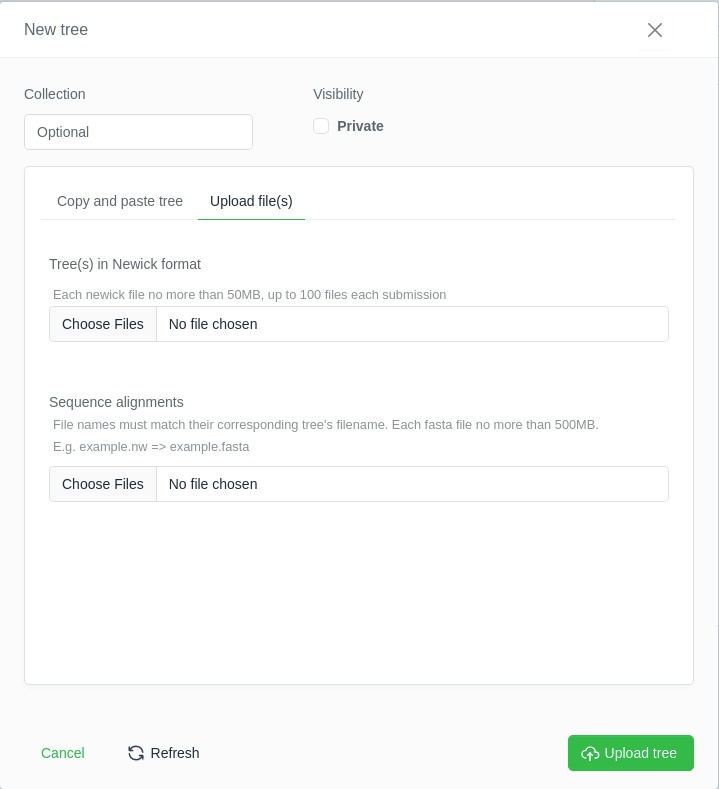 New tree
Collection
Visibility
Optional
Private
Copy and paste tree
Upload file(s)
Tree(s) in Newick format
Each newick file no more than 50MB, up to 100 files each submission
Choose Files
No file chosen
Sequence alignments
File names must match their corresponding tree's filename. Each fasta file no more than 500MB.
E.g. example.nw => example.fasta
Choose Files
No file chosen
Cancel
Refresh
Upload tree